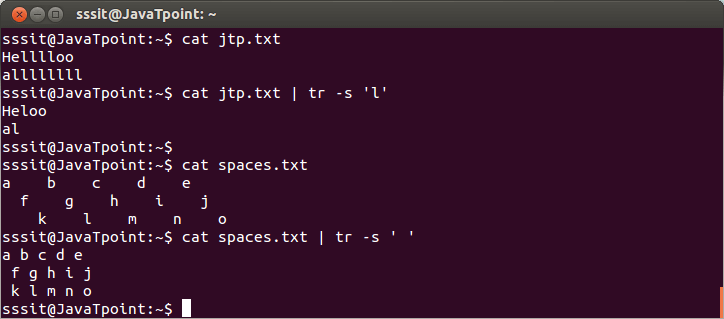 sssit@JavaTpoint: ~
sssit@JavaTpoint:~$ cat jtp.txt
Helllloo
allllllll
sssit@JavaTpoint:~$ cat jtp.txt | tr -s 'l'
Heloo
al
sssit@JavaTpoint:~$
sssit@JavaTpoint:~$ cat spaces.txt
a    b    c    d    e
  f    g    h    i    j
    k    l    m    n    o
sssit@JavaTpoint:~$ cat spaces.txt | tr -s ' '
a b c d e
 f g h i j
 k l m n o
sssit@JavaTpoint:~$